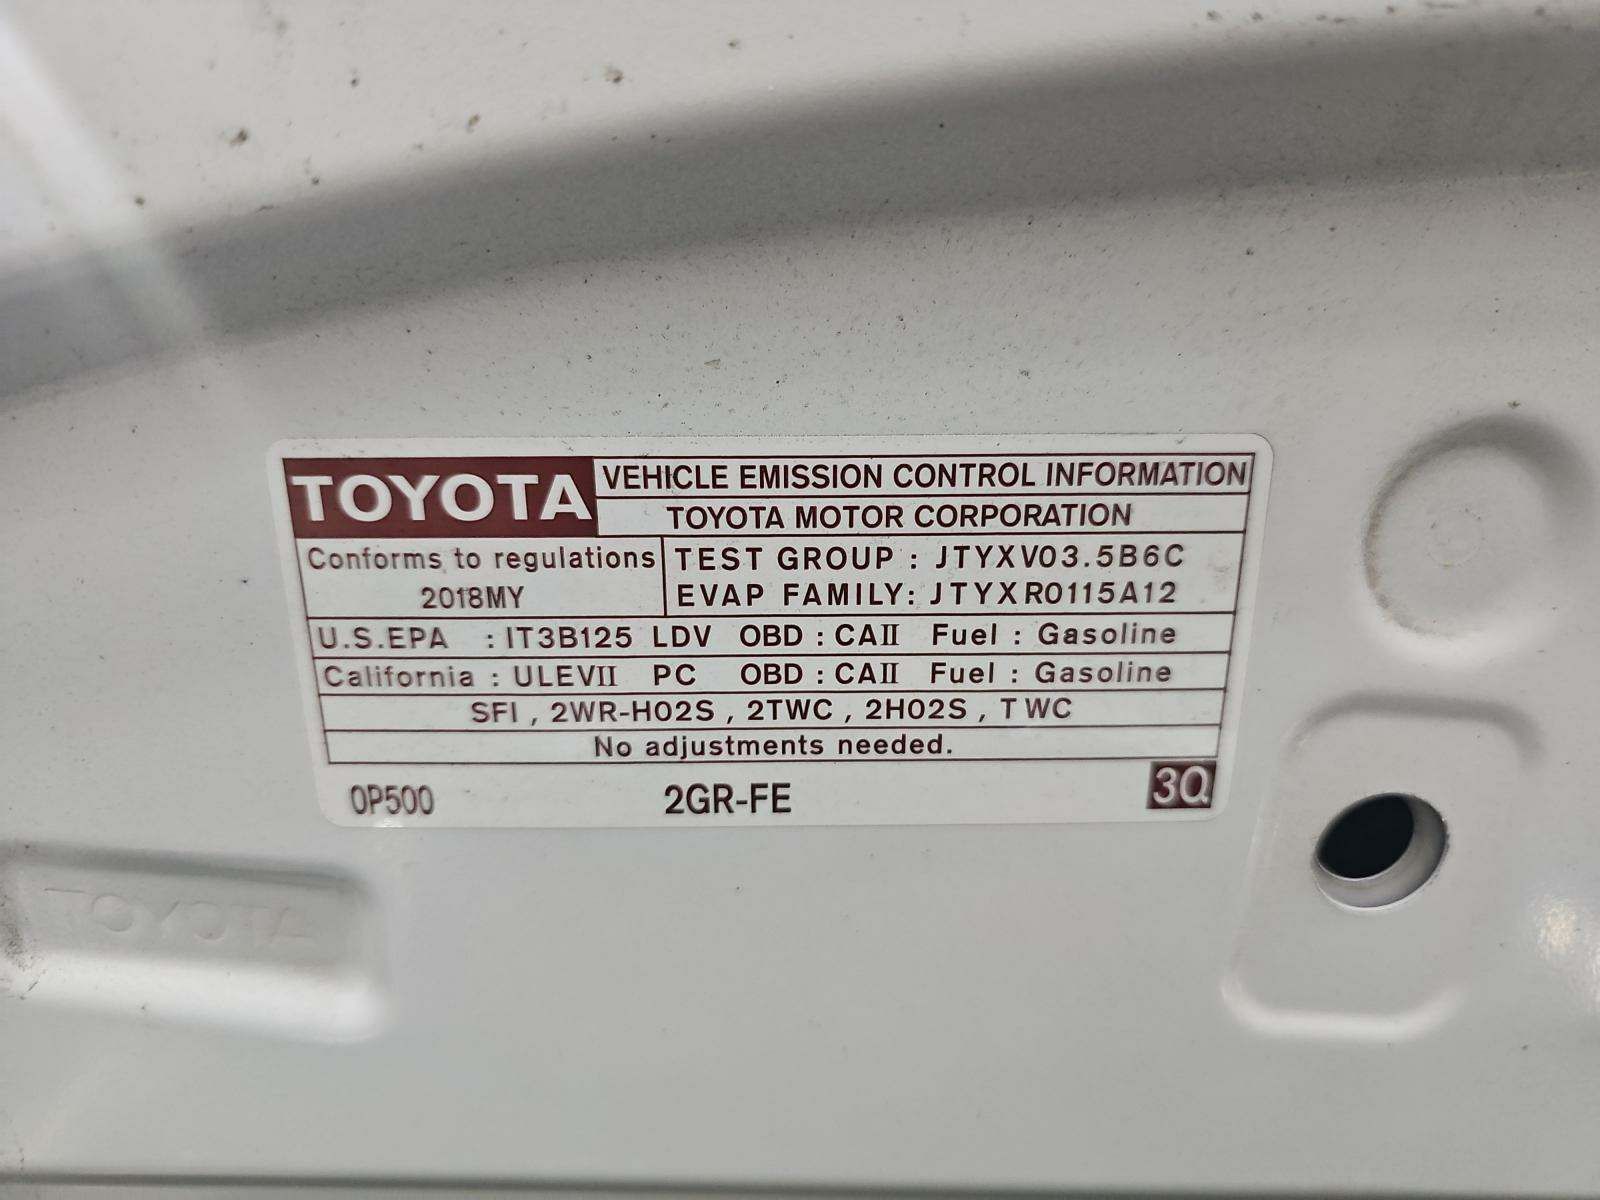 TOYOTA VEHICLE EMISSION CONTROL INFORMATION
TOYOTA MOTOR CORPORATION
Conforms to regulations
2018MY
TEST GROUP : JTYXV03.5B6C
EVAP FAMILY: JTYXR0115A12
U.S.EPA : IT3B125 LDV OBD : CAII Fuel : Gasoline
California : ULEVII PC OBD : CAII Fuel : Gasoline
SFI , 2WR-HO2S , 2TWC , 2HO2S , TWC
No adjustments needed.
0P500 2GR-FE 3Q
TOYOTA